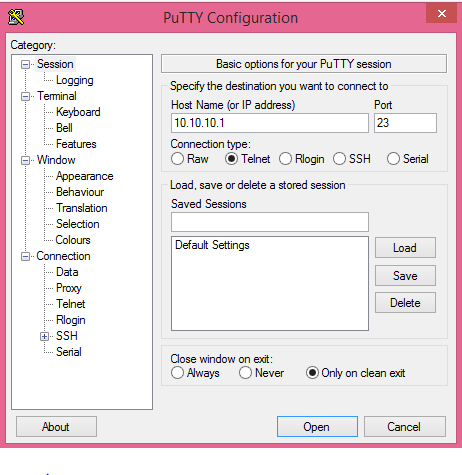 PuTTY Configuration
Category:
Session
Logging
Terminal
Keyboard
Bell
Features
Window
Appearance
Behaviour
Translation
Selection
Colours
Connection
Data
Proxy
Telnet
Rlogin
SSH
Serial
Basic options for your PuTTY session
Specify the destination you want to connect to
Host Name (or IP address) Port
10.10.10.1 23
Connection type:
Raw Telnet Rlogin SSH Serial
Load, save or delete a stored session
Saved Sessions
Default Settings
Load
Save
Delete
Close window on exit:
Always Never Only on clean exit
About Open Cancel